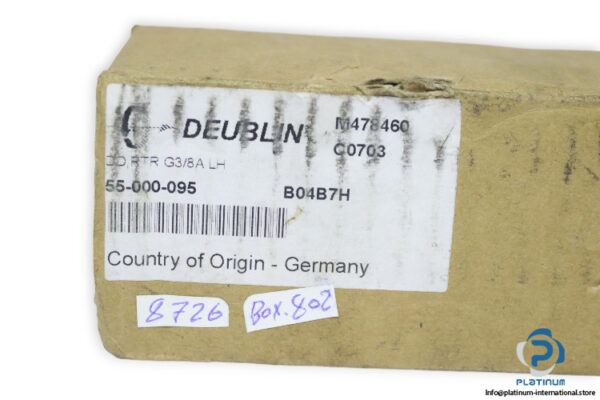 DEUBLIN
M478460
C0703
RTR G3/8A LH
55-000-095
B04B7H
Country of Origin - Germany
8726
Box.802
PLATINUM
Info@platinum-international.store